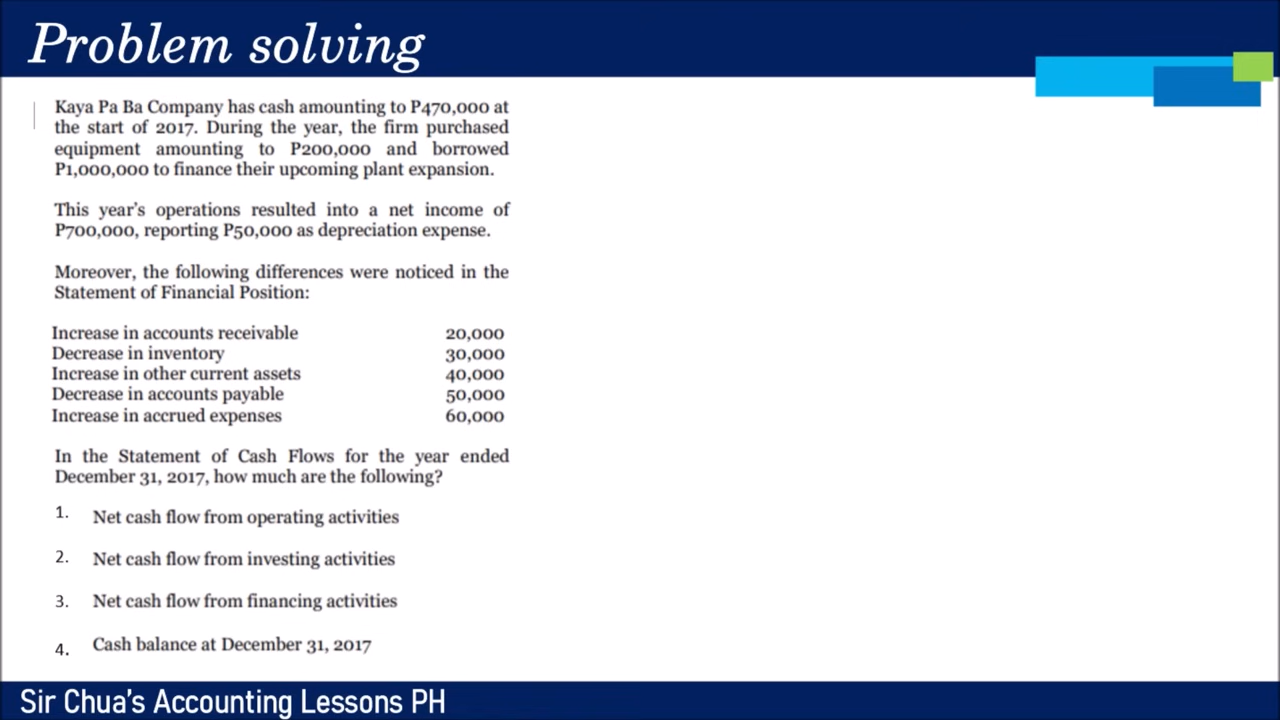 Problem solving
Kaya Pa Ba Company has cash amounting to P470,000 at
the start of 2017. During the year, the firm purchased
equipment amounting to P200,000 and borrowed
P1,000,000 to finance their upcoming plant expansion.
This year's operations resulted into a net income of
P700,000, reporting P50,000 as depreciation expense.
Moreover, the following differences were noticed in the
Statement of Financial Position:
Increase in accounts receivable 20,000
Decrease in inventory 30,000
Increase in other current assets 40,000
Decrease in accounts payable 50,000
Increase in accrued expenses 60,000
In the Statement of Cash Flows for the year ended
December 31, 2017, how much are the following?
1. Net cash flow from operating activities
2. Net cash flow from investing activities
3. Net cash flow from financing activities
4. Cash balance at December 31, 2017
Sir Chua's Accounting Lessons PH